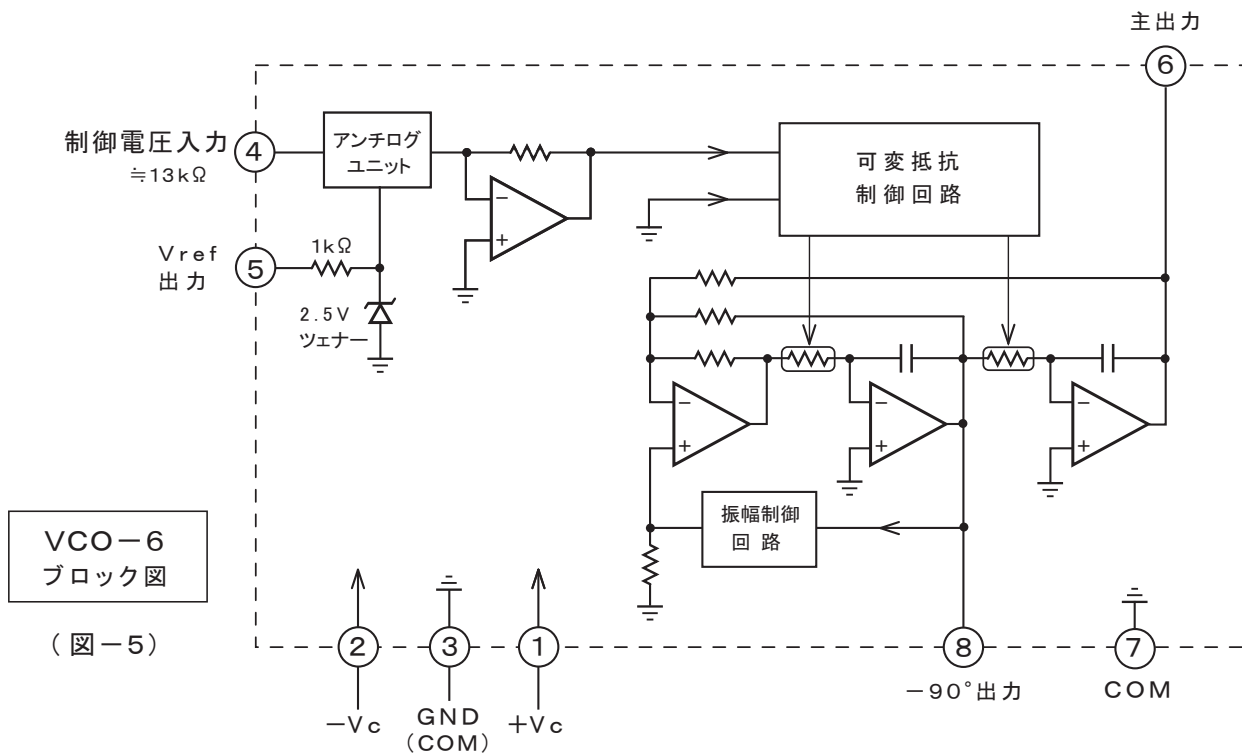 主出力
⑥
制御電圧入力
≒13kΩ
④
アンチログ
ユニット
可変抵抗
制御回路
−
+
Vref
出力
⑤
1kΩ
2.5V
ツェナー
−
+
−
+
−
+
振幅制御
回路
VCO−6
ブロック図
(図−5)
②
③
①
⑧
⑦
−Vc
GND
(COM)
+Vc
−90°出力
COM